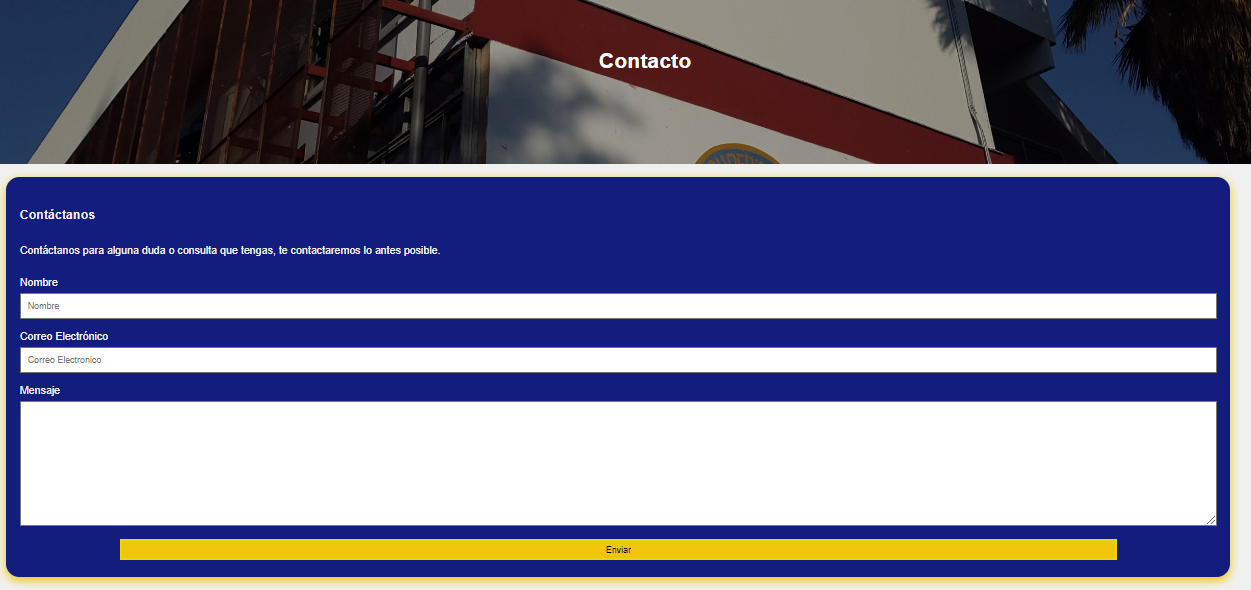 Contacto
Contáctanos
Contáctanos para alguna duda o consulta que tengas, te contactaremos lo antes posible.
Nombre
Nombre
Correo Electrónico
Correo Electronico
Mensaje
Enviar